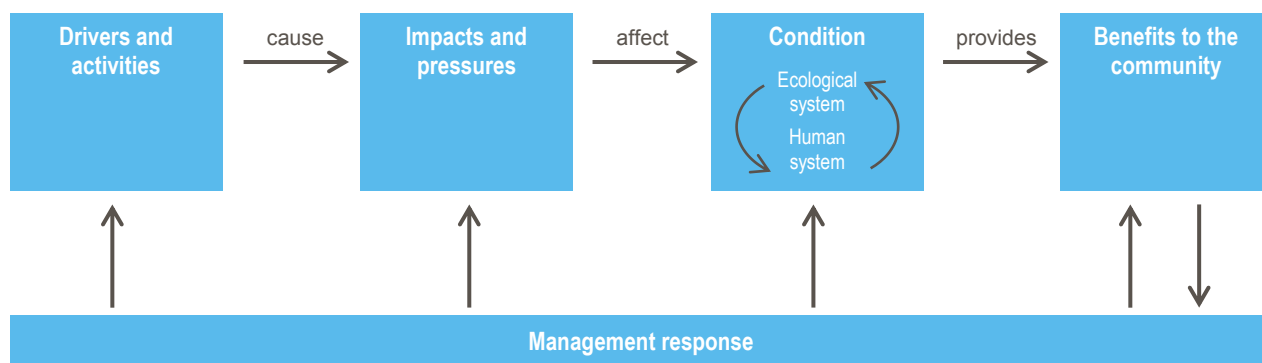 Drivers and
activities
cause
Impacts and
pressures
affect
Condition
Ecological
system
Human
system
provides
Benefits to the
community
Management response